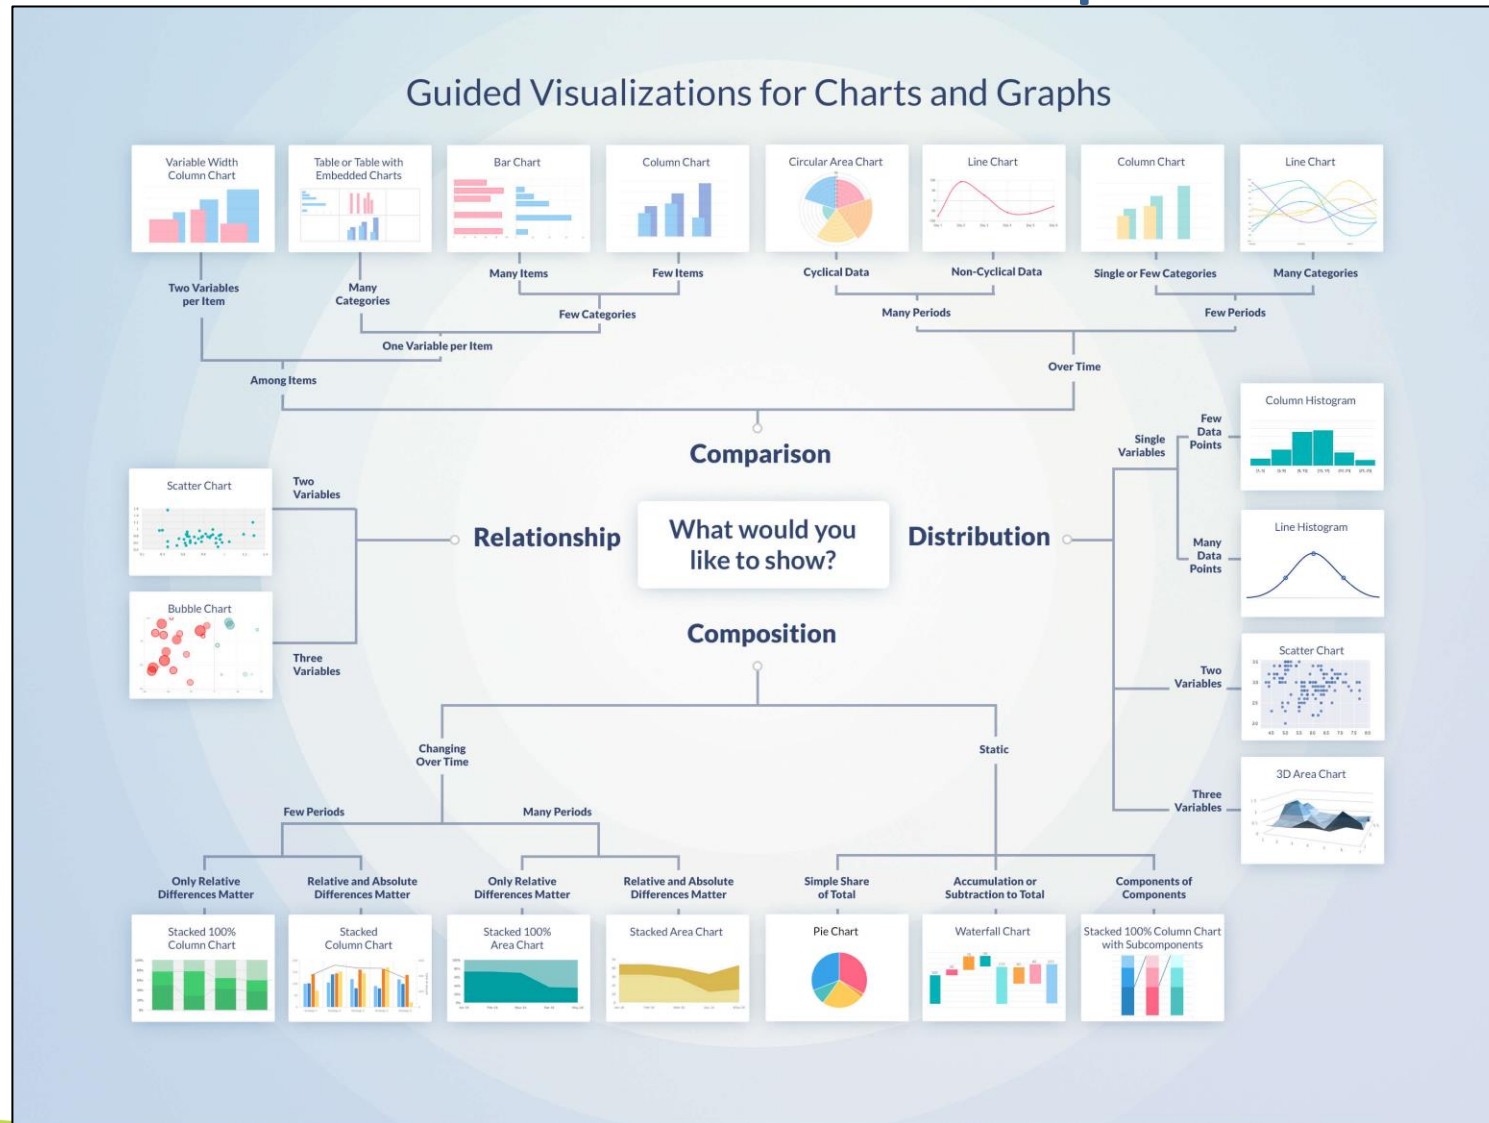 Guided Visualizations for Charts and Graphs
Variable Width
Column Chart
Table or Table with
Embedded Charts
Bar Chart
Column Chart
Circular Area Chart
Line Chart
Column Chart
Line Chart
Two Variables
per Item
Many
Categories
Many Items
Few Items
Cyclical Data
Non-Cyclical Data
Single or Few Categories
Many Categories
Few Categories
Many Periods
Few Periods
One Variable per Item
Among Items
Over Time
Comparison
Relationship
What would you
like to show?
Distribution
Composition
Two
Variables
Scatter Chart
Three
Variables
Bubble Chart
Single
Variables
Few
Data
Points
Column Histogram
Many
Data
Points
Line Histogram
Two
Variables
Scatter Chart
Three
Variables
3D Area Chart
Changing
Over Time
Static
Few Periods
Many Periods
Only Relative
Differences Matter
Relative and Absolute
Differences Matter
Only Relative
Differences Matter
Relative and Absolute
Differences Matter
Simple Share
of Total
Accumulation or
Subtraction to Total
Components of
Components
Stacked 100%
Column Chart
Stacked
Column Chart
Stacked 100%
Area Chart
Stacked Area Chart
Pie Chart
Waterfall Chart
Stacked 100% Column Chart
with Subcomponents